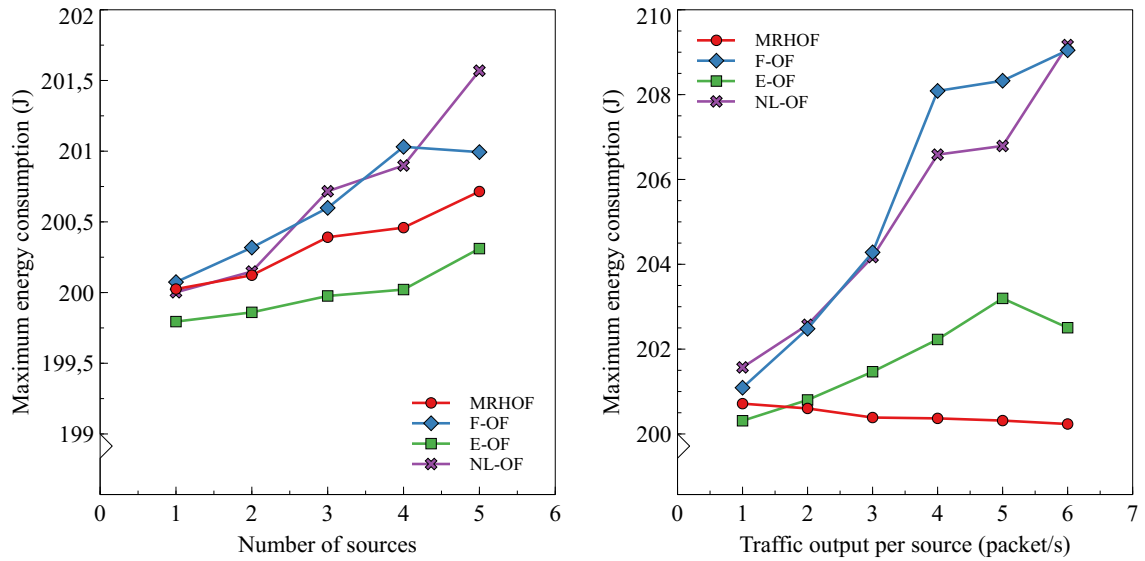 202
201,5
201
200,5
200
199,5
199
Maximum energy consumption (J)
MRHOF
F-OF
E-OF
NL-OF
0
1
2
3
4
5
6
Number of sources
210
208
206
204
202
200
Maximum energy consumption (J)
MRHOF
F-OF
E-OF
NL-OF
0
1
2
3
4
5
6
7
Traffic output per source (packet/s)